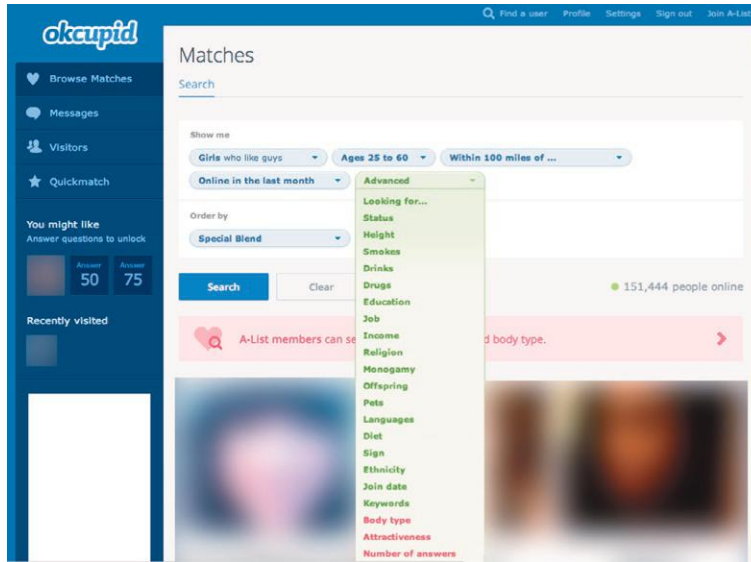 Find a user Profile Settings Sign out Join A-List
okcupid
Browse Matches
Messages
Visitors
Quickmatch
You might like
Answer questions to unlock
Answer 50 Answer 75
Recently visited
Matches
Search
Show me
Girls who like guys Ages 25 to 60 Within 100 miles of ...
Online in the last month Advanced
Order by
Special Blend
Looking for...
Status
Height
Smokes
Drinks
Drugs
Education
Job
Income
Religion
Monogamy
Offspring
Pets
Languages
Diet
Sign
Ethnicity
Join date
Keywords
Body type
Attractiveness
Number of answers
Search Clear 151,444 people online
A-List members can se d body type.